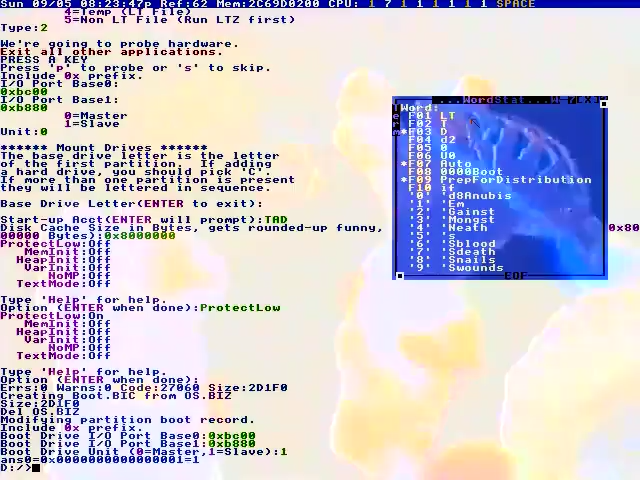 Sun 09/05 08:23:47p Ref:62 Mem:2C69D0200 CPU: 1 7 1 1 1 1 1 1 SPACE
4=Temp (LT File)
5=Non LT File (Run LTZ first)
Type:2
We're going to probe hardware.
Exit all other applications.
PRESS A KEY
Press 'p' to probe or 's' to skip.
Include 0x prefix.
I/O Port Base0:
0xbc00
I/O Port Base1:
0xb880
0=Master
1=Slave
Unit:0
****** Mount Drives ******
The base drive letter is the letter
of the first partition.  If adding
a hard drive, you should pick 'C'.
If more than one partition is present
they will be lettered in sequence.
Base Drive Letter(ENTER to exit):
Start-up Acct(ENTER will prompt):TAD
Disk Cache Size in Bytes, gets rounded-up funny,
0x80
00000 Bytes):0x8000000
ProtectLow:Off
MemInit:Off
HeapInit:Off
VarInit:Off
NoMP:Off
TextMode:Off
Type 'Help' for help.
Option (ENTER when done):ProtectLow
ProtectLow:On
MemInit:Off
HeapInit:Off
VarInit:Off
NoMP:Off
TextMode:Off
Type 'Help' for help.
Option (ENTER when done):
Errs:0 Warns:0 Code:27060 Size:2D1F0
Creating Boot.BIC from OS.BIZ
Size:2D1F0
Del OS.BIZ
Modifying partition boot record.
Include 0x prefix.
Boot Drive I/O Port Base0:0xbc00
Boot Drive I/O Port Base1:0xb880
Boot Drive Unit (0=Master,1=Slave):1
ans0=0x0000000000000001=1
D:/>
...WordStat...W
[X]
Term
Word:
F01 LT
F02 T
*F03 D
F04 d2
F05 0
F06 U0
*F07 Auto
F08 0000Boot
*F09 PrepForDistribution
F10 if
'0' 'd8Anubis
'1' 'Em
'2' 'Gainst
'3' 'Mongst
'4' 'Neath
'5' 's
'6' 'Sblood
'7' 'Sdeath
'8' 'Snails
'9' 'Swounds
EOF